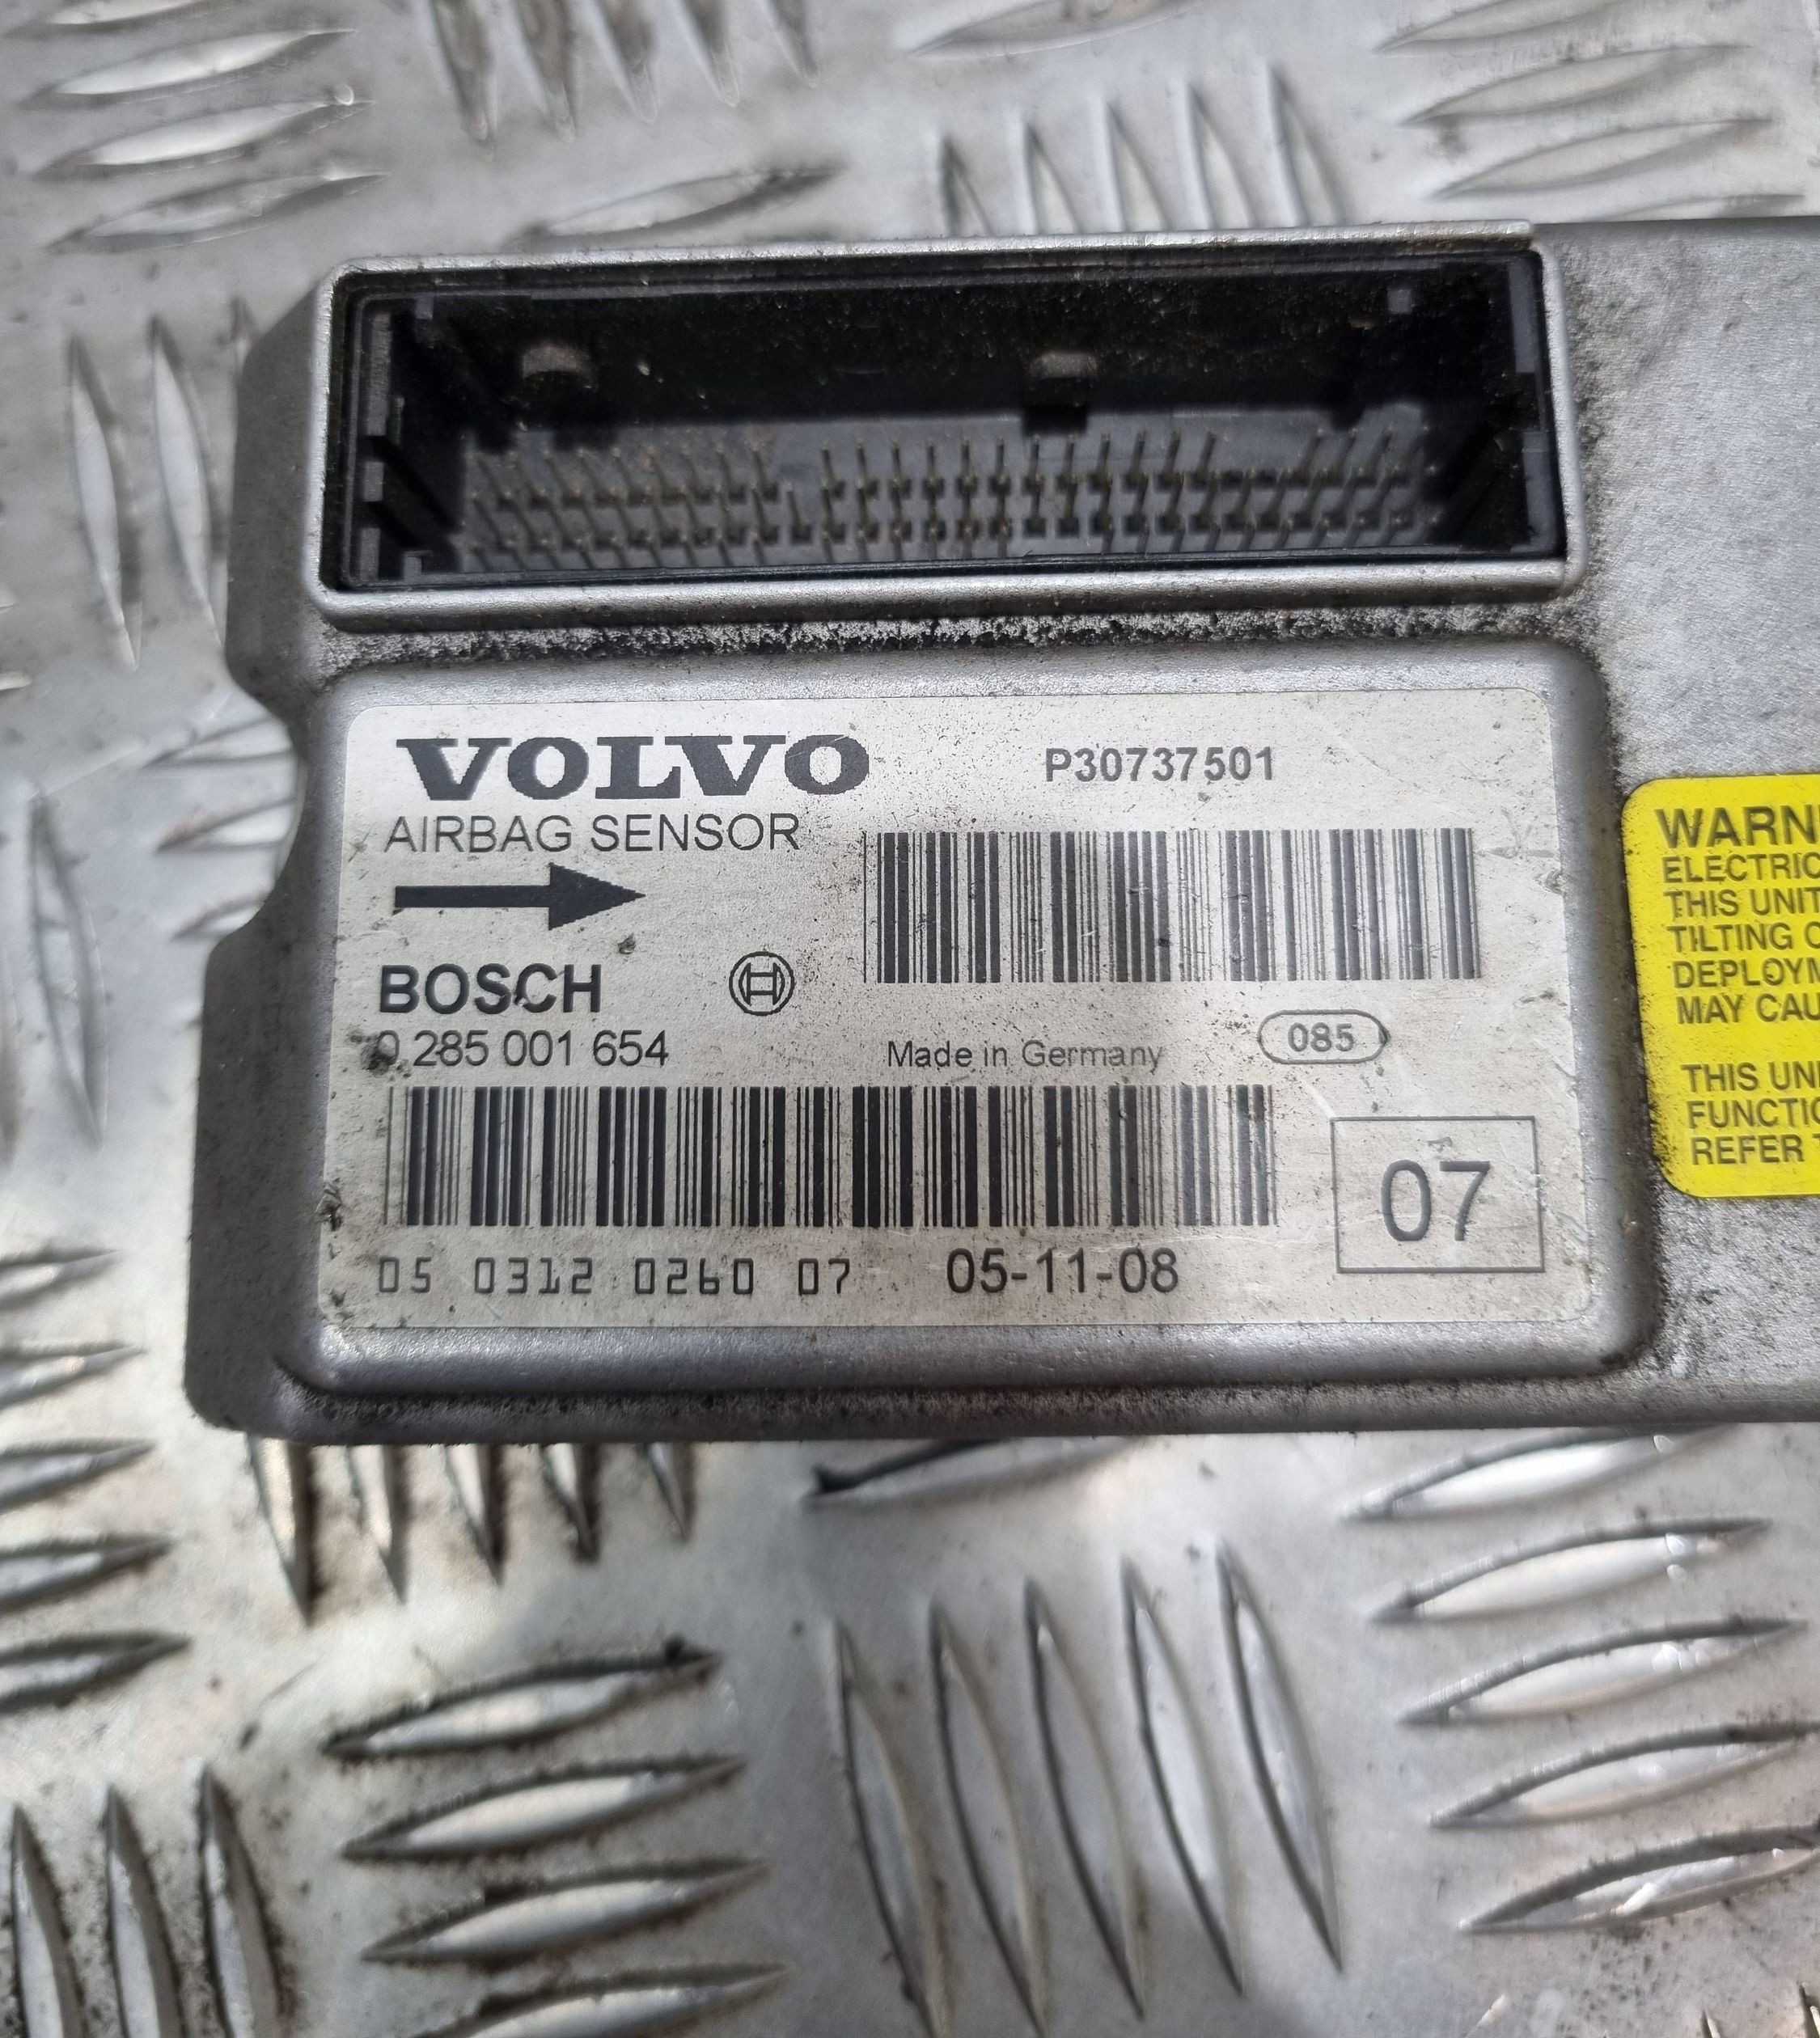 VOLVO
P30737501
AIRBAG SENSOR
BOSCH
0 285 001 654
Made in Germany
085
07
05 0312 0260 07
05-11-08
WARN
ELECTRIC
THIS UNIT
TILTING
DEPLOYM
MAY CAU
THIS UNI
FUNCTIO
REFER